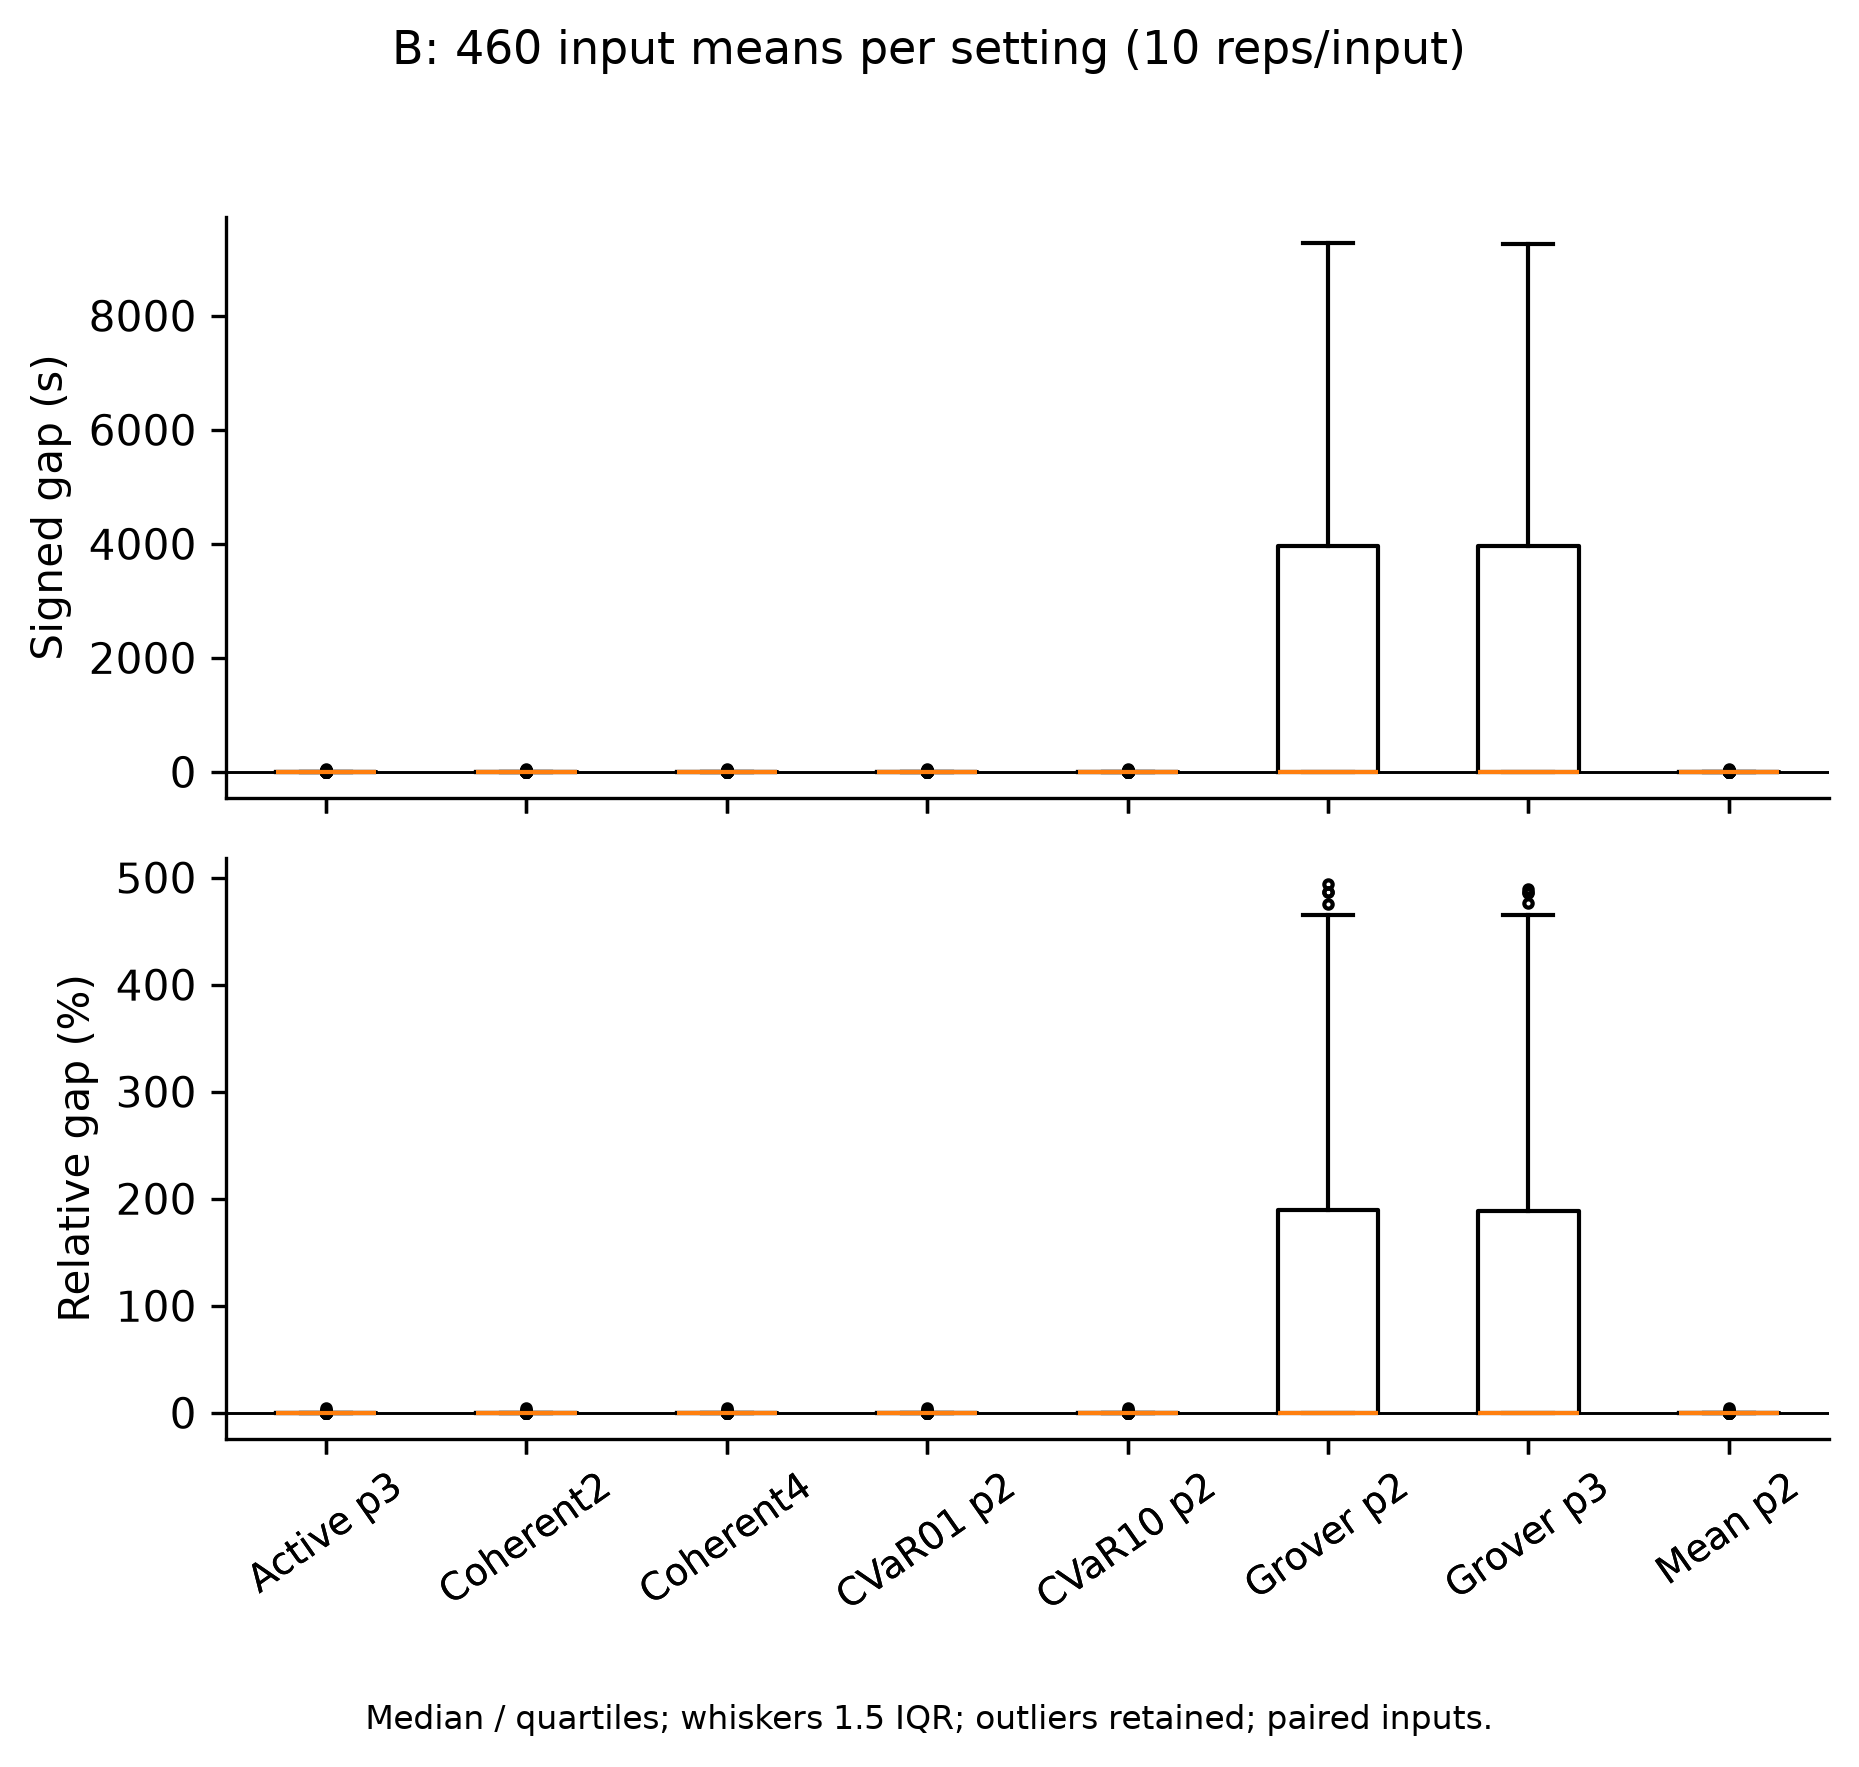 B: 460 input means per setting (10 reps/input)
Signed gap (s)
8000
6000
4000
2000
0
Relative gap (%)
500
400
300
200
100
0
Active p3
Coherent2
Coherent4
CVaR01 p2
CVaR10 p2
Grover p2
Grover p3
Mean p2
Median / quartiles; whiskers 1.5 IQR; outliers retained; paired inputs.